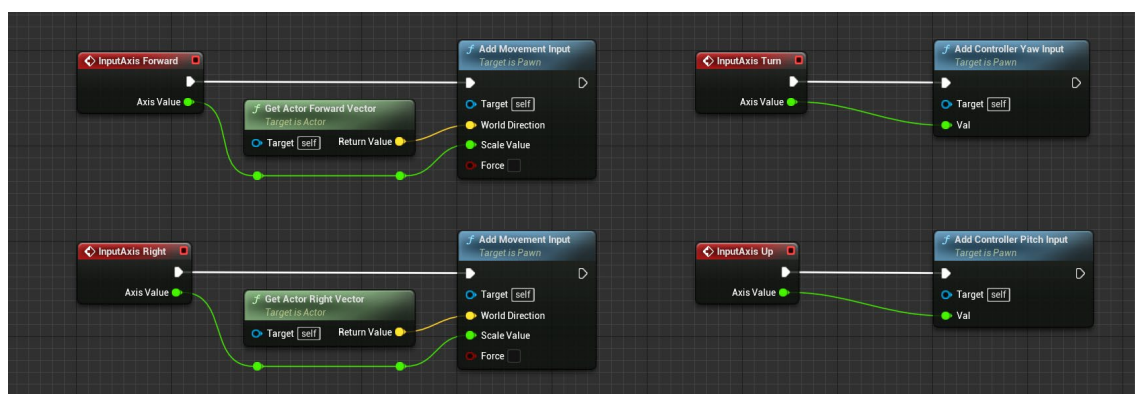 InputAxis Forward
Axis Value
Get Actor Forward Vector
Target is Actor
Target self
Return Value
Add Movement Input
Target is Pawn
Target self
World Direction
Scale Value
Force
InputAxis Turn
Axis Value
Add Controller Yaw Input
Target is Pawn
Target self
Val
InputAxis Right
Axis Value
Get Actor Right Vector
Target is Actor
Target self
Return Value
Add Movement Input
Target is Pawn
Target self
World Direction
Scale Value
Force
InputAxis Up
Axis Value
Add Controller Pitch Input
Target is Pawn
Target self
Val